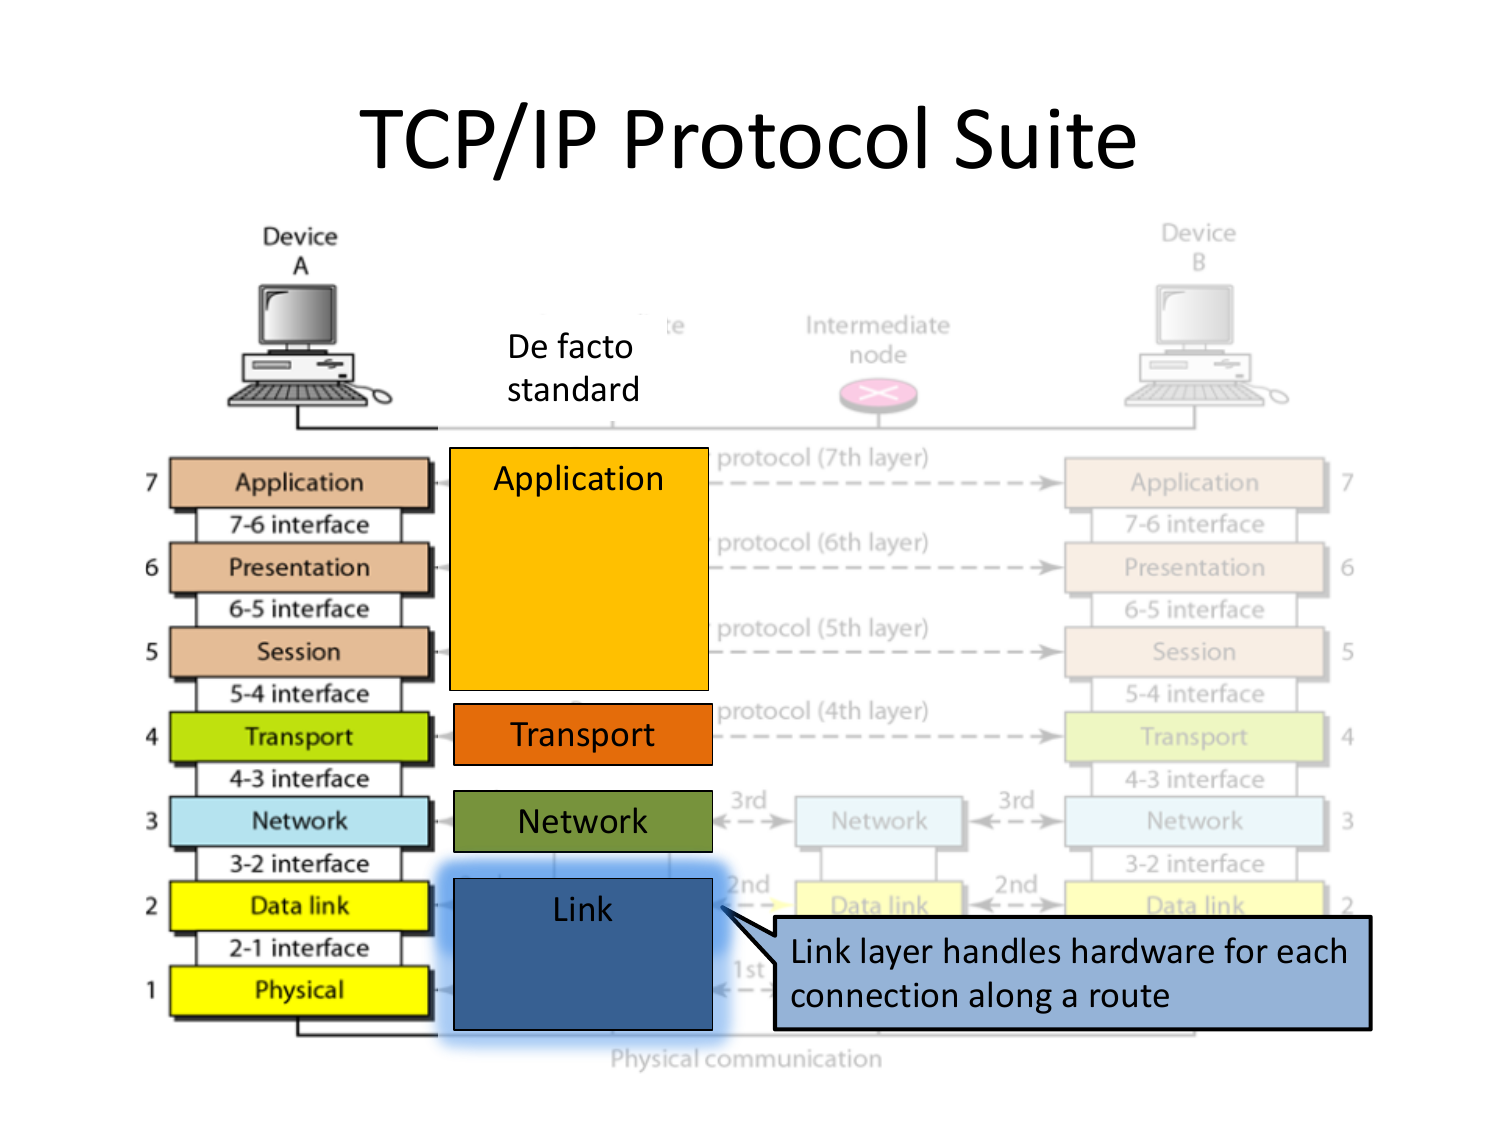 TCP/IP Protocol Suite
Device
A
Device
B
De facto
standard
Intermediate
node
7
Application
Application
protocol (7th layer)
Application
7
7-6 interface
7-6 interface
6
Presentation
protocol (6th layer)
Presentation
6
6-5 interface
6-5 interface
5
Session
protocol (5th layer)
Session
5
5-4 interface
5-4 interface
4
Transport
Transport
protocol (4th layer)
Transport
4
4-3 interface
4-3 interface
3
Network
Network
3rd
Network
3rd
Network
3
3-2 interface
3-2 interface
2
Data link
Link
2nd
Data link
2nd
Data link
2
2-1 interface
Link layer handles hardware for each
connection along a route
1
Physical
1st
Physical communication